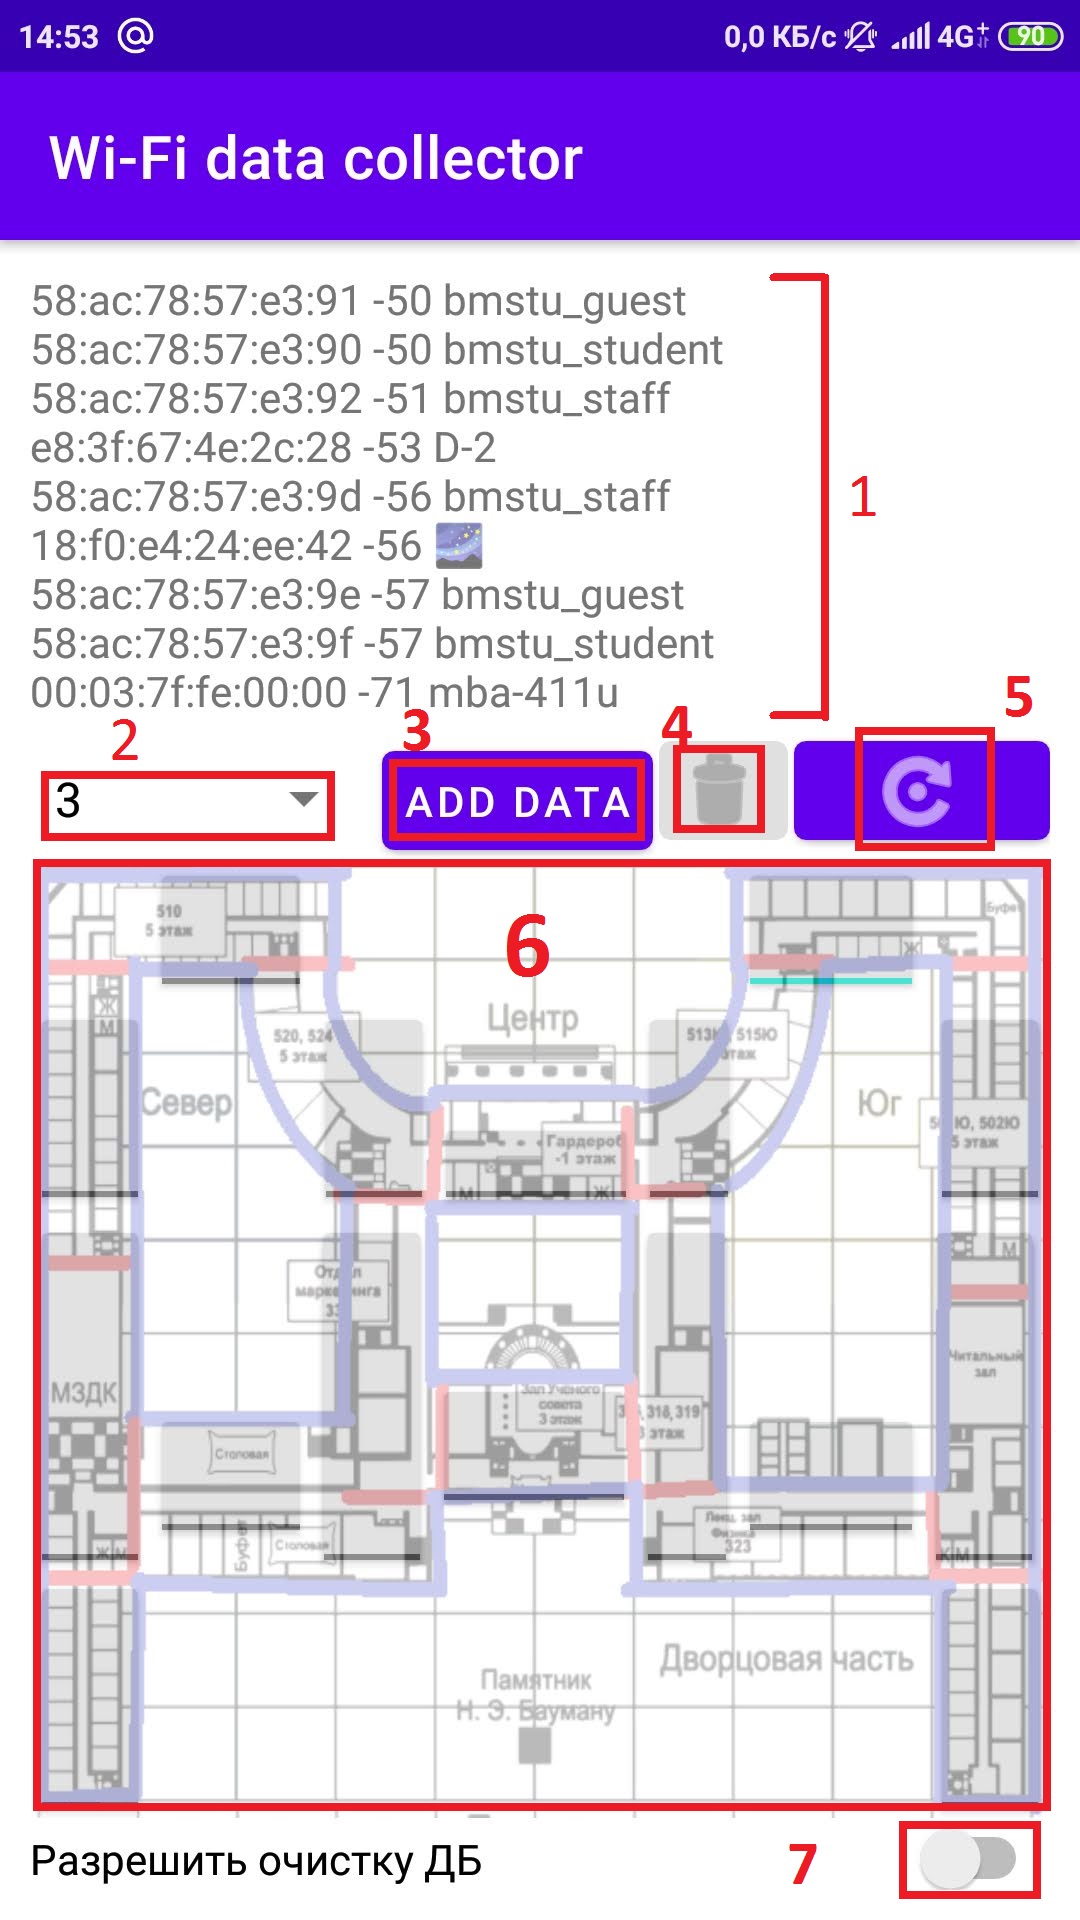 14:53
0,0 КБ/с
4G+
90
Wi-Fi data collector
58:ac:78:57:e3:91 -50 bmstu_guest
58:ac:78:57:e3:90 -50 bmstu_student
58:ac:78:57:e3:92 -51 bmstu_staff
e8:3f:67:4e:2c:28 -53 D-2
58:ac:78:57:e3:9d -56 bmstu_staff
18:f0:e4:24:ee:42 -56 🌌
58:ac:78:57:e3:9e -57 bmstu_guest
58:ac:78:57:e3:9f -57 bmstu_student
00:03:7f:fe:00:00 -71 mba-411u
1
2
3
4
5
3
ADD DATA
6
510
5 этаж
Буфет
Ж
Ж
М
520, 524
5 этаж
Центр
515Ю
Север
Юг
502Ю
5 этаж
Гардероб
-1 этаж
М
Ж
М
Отдел
маркетинга
МЗДК
Читальный
зал
Зал Учёного
совета
3 этаж
318, 319
этаж
Столовая
Буфет
Столовая
Ж М
Лекц. зал
Физика
323
М
Дворцовая часть
Памятник
Н. Э. Бауману
Разрешить очистку ДБ
7